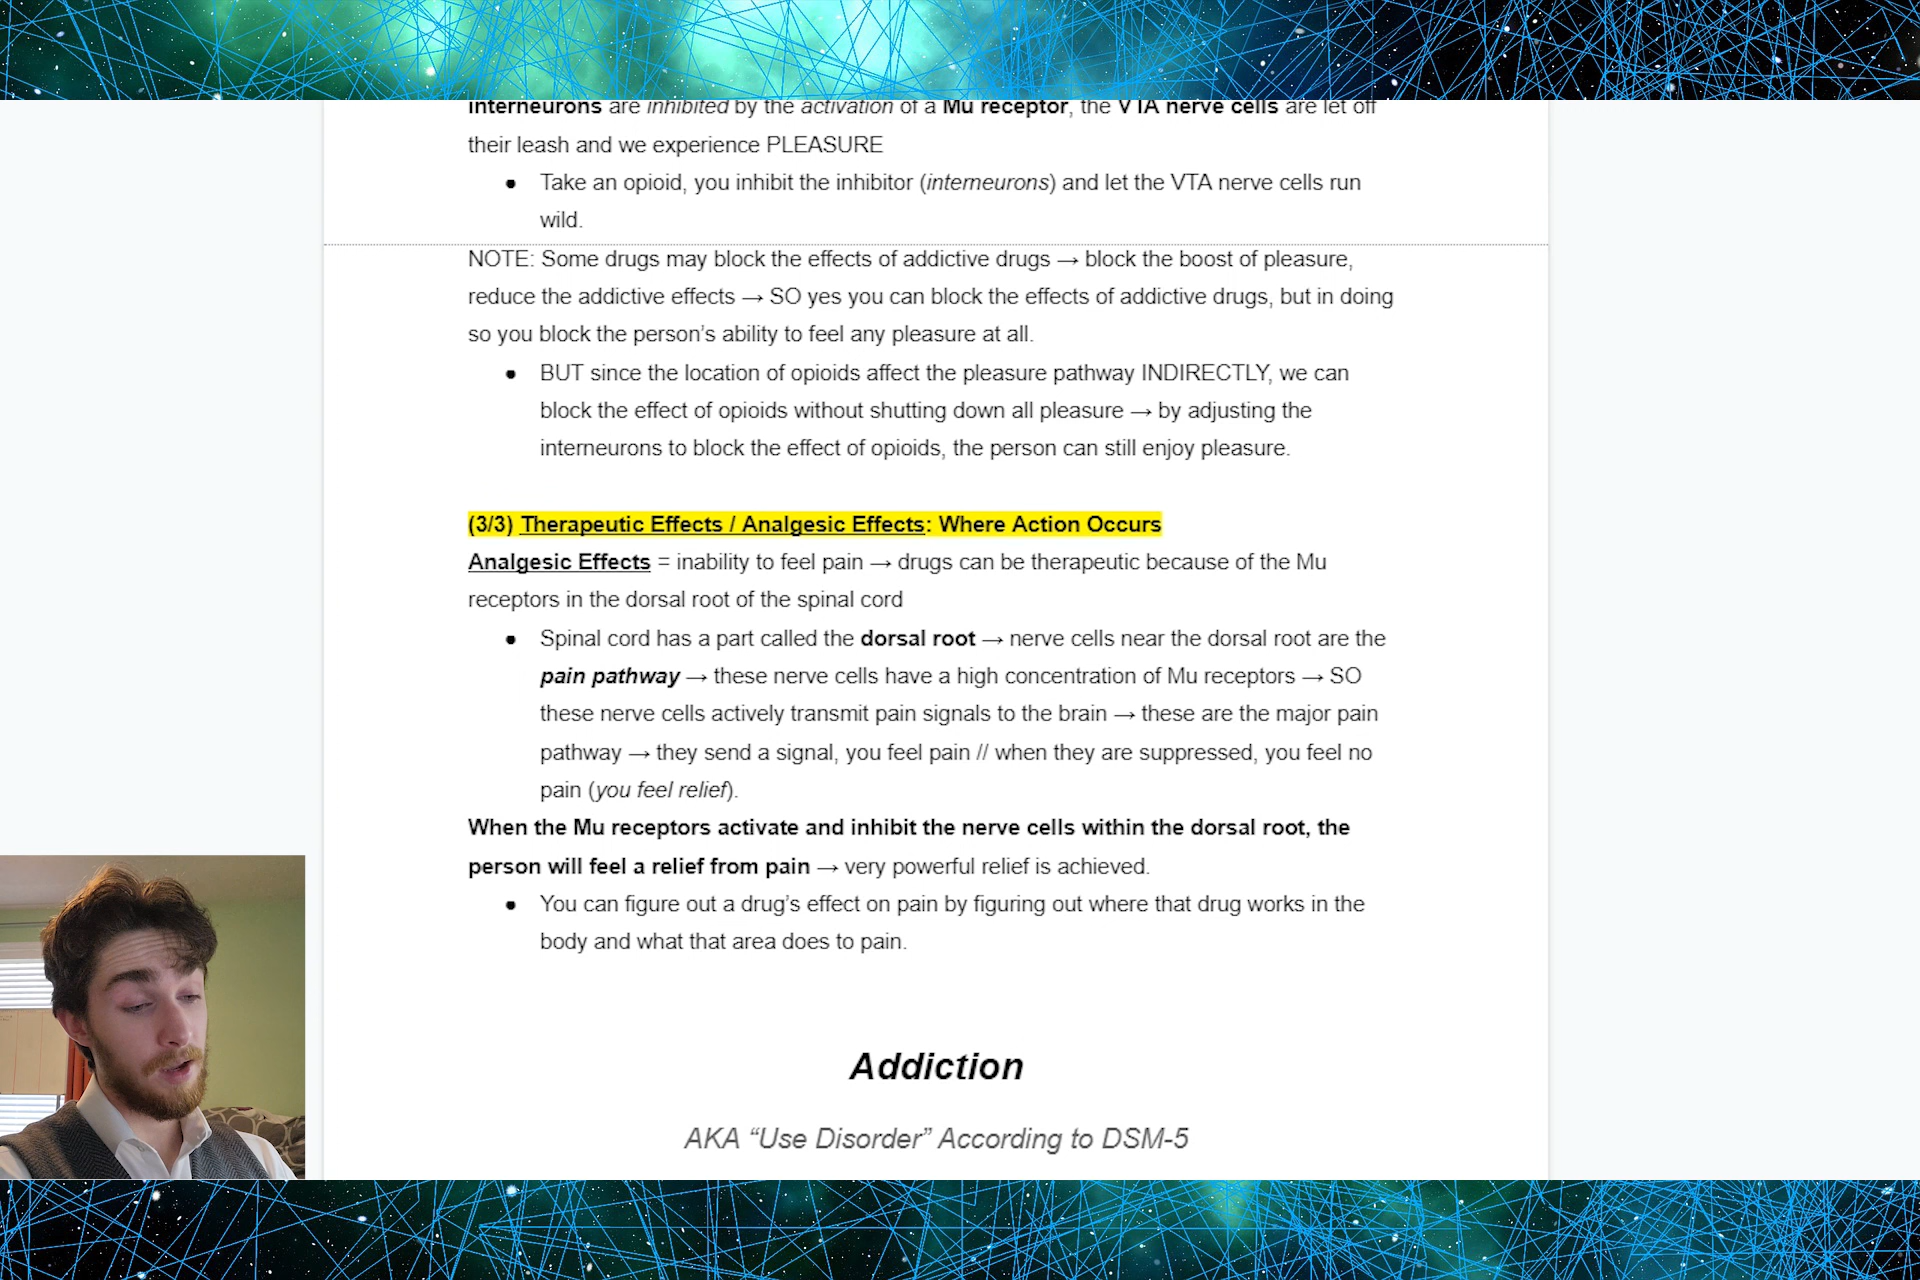 interneurons are inhibited by the activation of a Mu receptor, the VTA nerve cells are let off
their leash and we experience PLEASURE
● Take an opioid, you inhibit the inhibitor (interneurons) and let the VTA nerve cells run
wild.
NOTE: Some drugs may block the effects of addictive drugs → block the boost of pleasure,
reduce the addictive effects → SO yes you can block the effects of addictive drugs, but in doing
so you block the person's ability to feel any pleasure at all.
● BUT since the location of opioids affect the pleasure pathway INDIRECTLY, we can
block the effect of opioids without shutting down all pleasure → by adjusting the
interneurons to block the effect of opioids, the person can still enjoy pleasure.
(3/3) Therapeutic Effects / Analgesic Effects: Where Action Occurs
Analgesic Effects = inability to feel pain → drugs can be therapeutic because of the Mu
receptors in the dorsal root of the spinal cord
● Spinal cord has a part called the dorsal root → nerve cells near the dorsal root are the
pain pathway → these nerve cells have a high concentration of Mu receptors → SO
these nerve cells actively transmit pain signals to the brain → these are the major pain
pathway → they send a signal, you feel pain // when they are suppressed, you feel no
pain (you feel relief).
When the Mu receptors activate and inhibit the nerve cells within the dorsal root, the
person will feel a relief from pain → very powerful relief is achieved.
● You can figure out a drug's effect on pain by figuring out where that drug works in the
body and what that area does to pain.
Addiction
AKA “Use Disorder” According to DSM-5